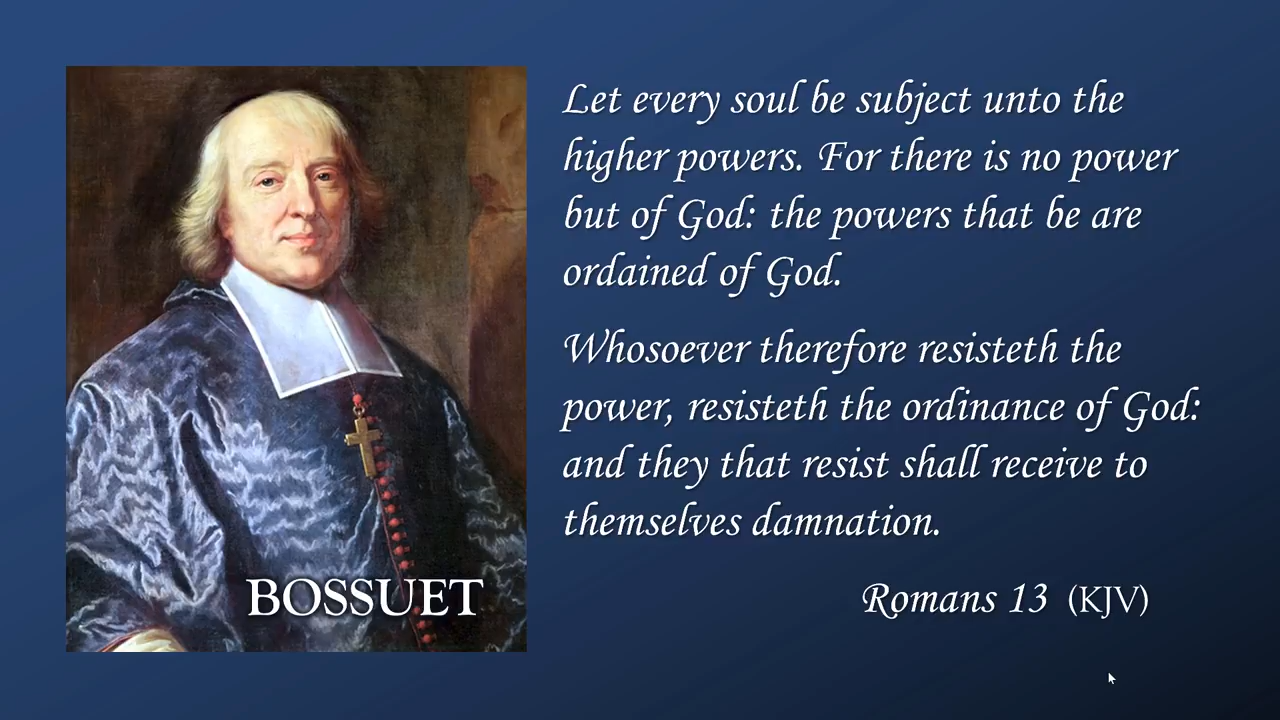 Let every soul be subject unto the
higher powers. For there is no power
but of God: the powers that be are
ordained of God.
Whosoever therefore resisteth the
power, resisteth the ordinance of God:
and they that resist shall receive to
themselves damnation.
Romans 13 (KJV)
BOSSUET